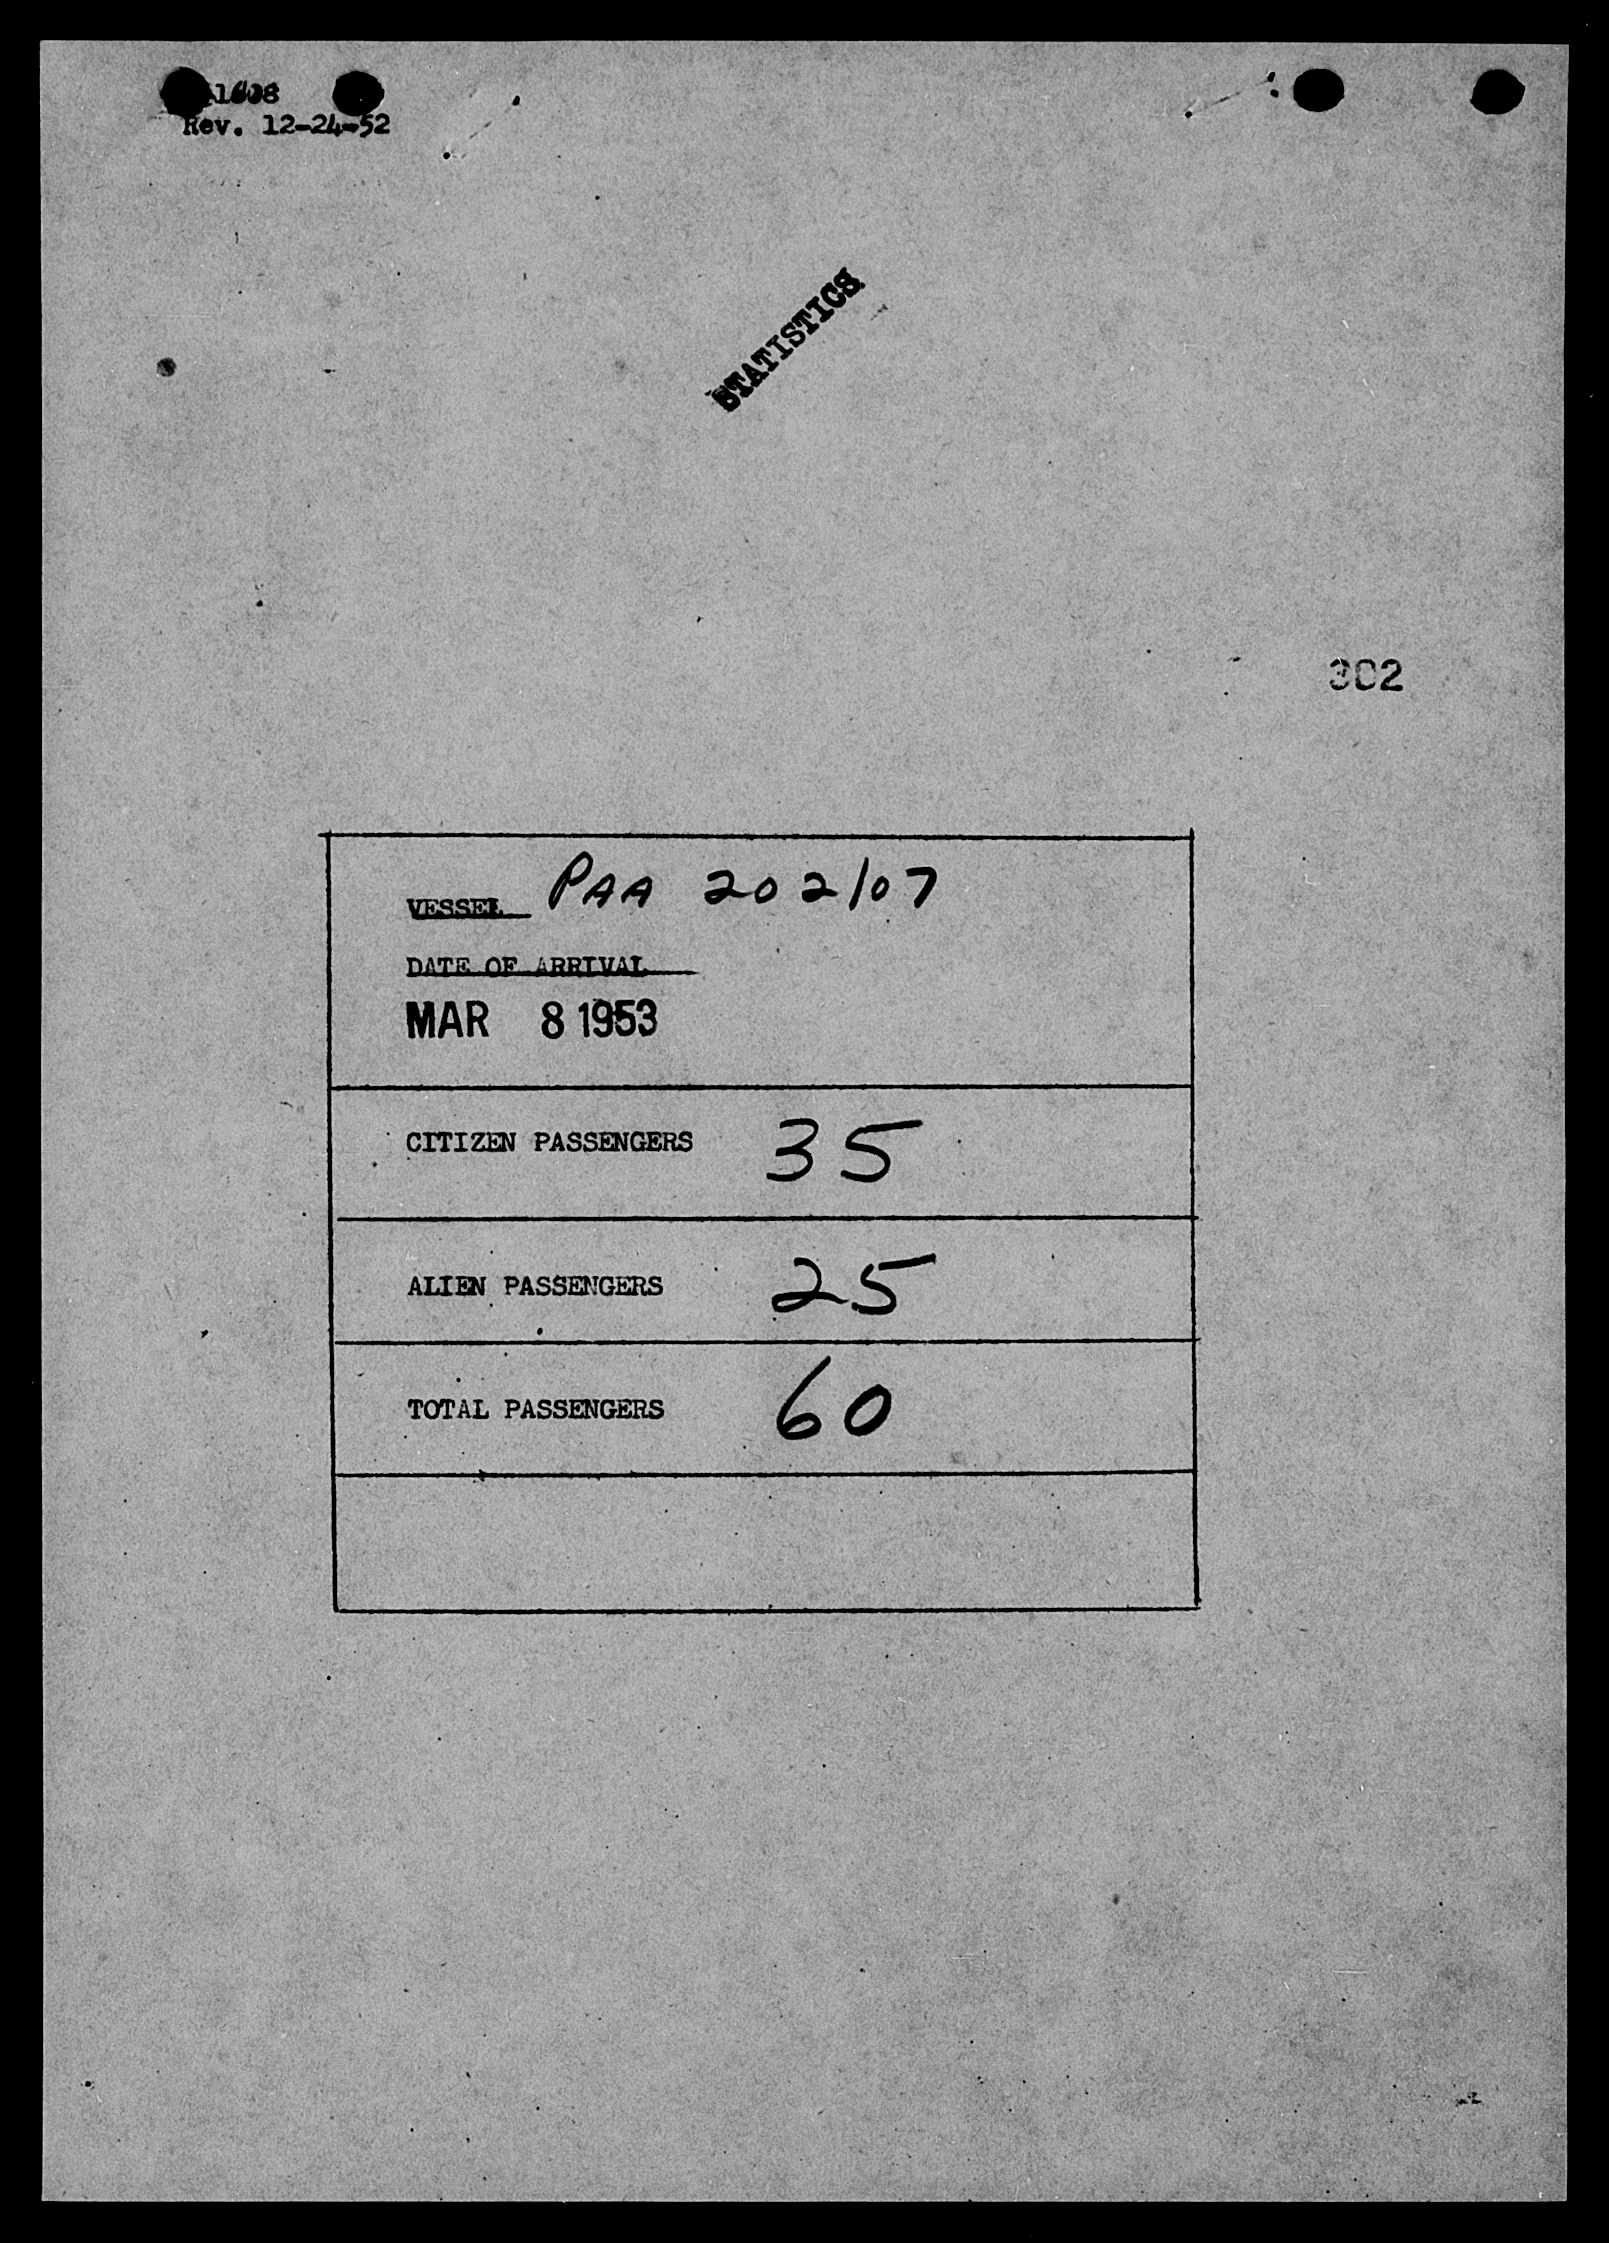 1608
Rev. 12-24-52
STATISTICS
302
VESSEL PAA 202/07
DATE OF ARRIVAL
MAR 8 1953
CITIZEN PASSENGERS 35
ALIEN PASSENGERS 25
TOTAL PASSENGERS 60